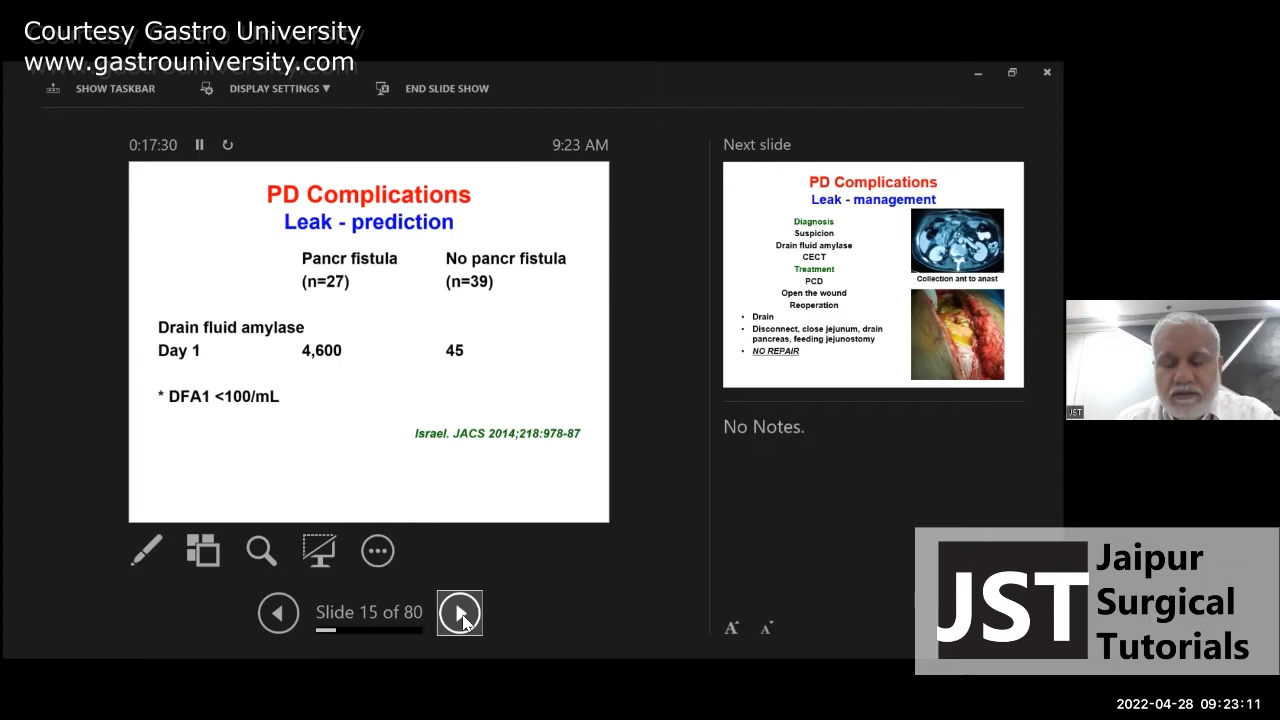 Courtesy Gastro University
www.gastrouniversity.com
SHOW TASKBAR
DISPLAY SETTINGS ▼
END SLIDE SHOW
0:17:30
9:23 AM
PD Complications
Leak - prediction
Pancr fistula No pancr fistula
(n=27) (n=39)
Drain fluid amylase
Day 1 4,600 45
* DFA1 <100/mL
Israel. JACS 2014;218:978-87
Slide 15 of 80
Next slide
PD Complications
Leak - management
Diagnosis
Suspicion
Drain fluid amylase
CECT
Treatment
PCD
Open the wound
Reoperation
• Drain
• Disconnect, close jejunum, drain
pancreas, feeding jejunostomy
• NO REPAIR
Collection ant to anast
No Notes.
A A
JST
JST
Jaipur
Surgical
Tutorials
2022-04-28 09:23:11